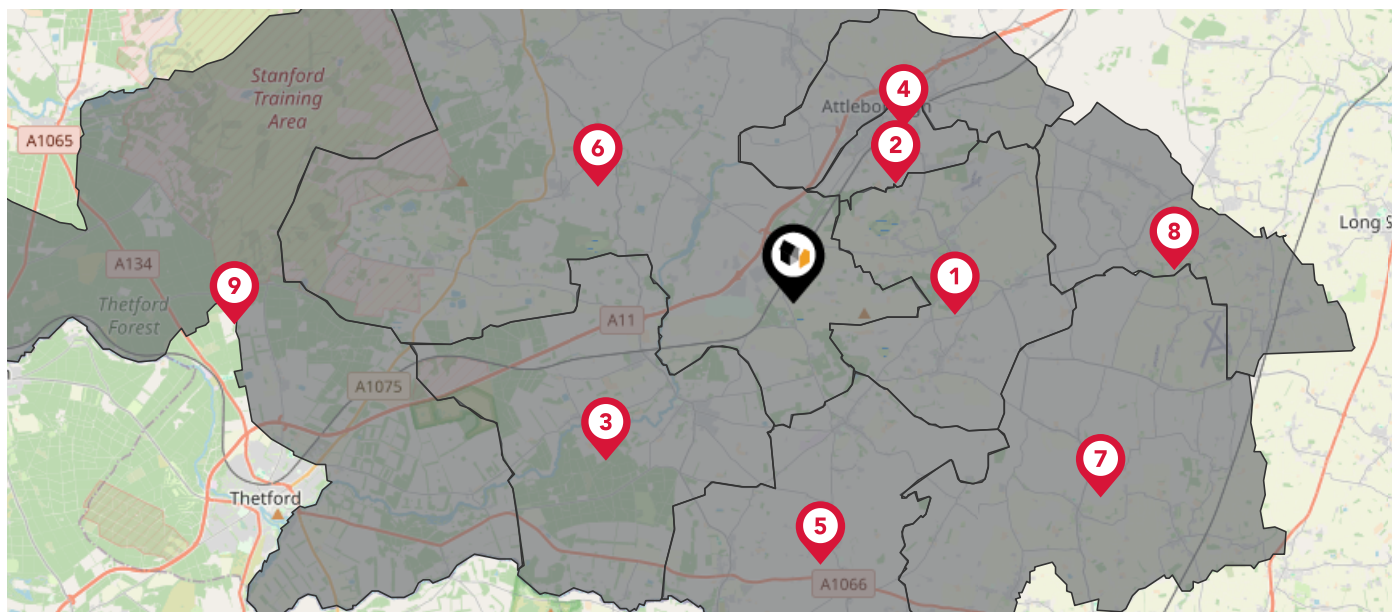 Stanford
Training
Area
A1065
4
Attleborough
2
6
8
Long S
A134
1
9
Thetford
Forest
A11
A1075
3
7
Thetford
5
A1066